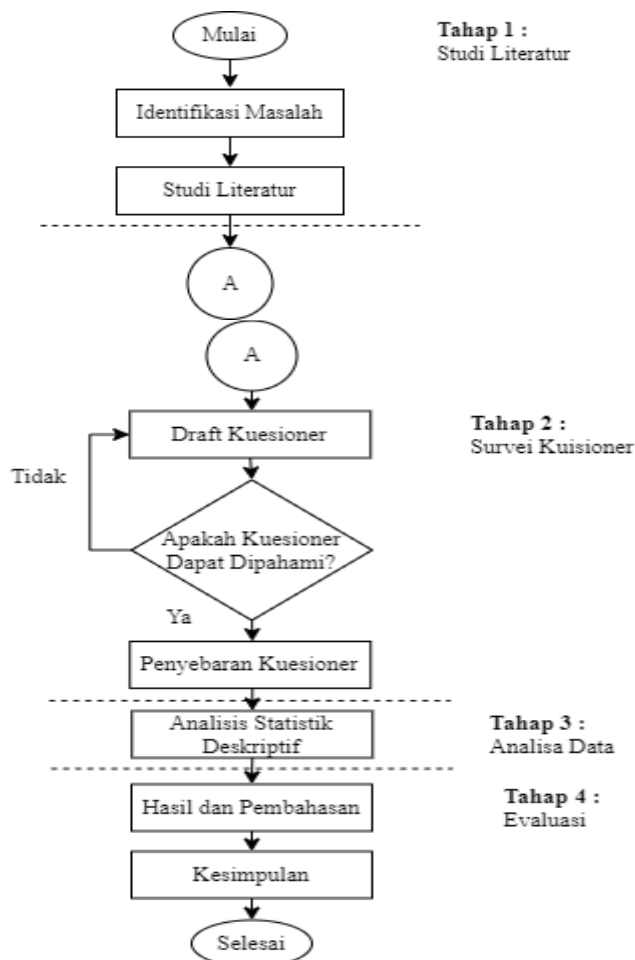 Mulai
Tahap 1 :
Studi Literatur
Identifikasi Masalah
Studi Literatur
A
A
Draft Kuesioner
Tahap 2 :
Survei Kuisioner
Tidak
Apakah Kuesioner
Dapat Dipahami?
Ya
Penyebaran Kuesioner
Analisis Statistik
Deskriptif
Tahap 3 :
Analisa Data
Hasil dan Pembahasan
Tahap 4 :
Evaluasi
Kesimpulan
Selesai